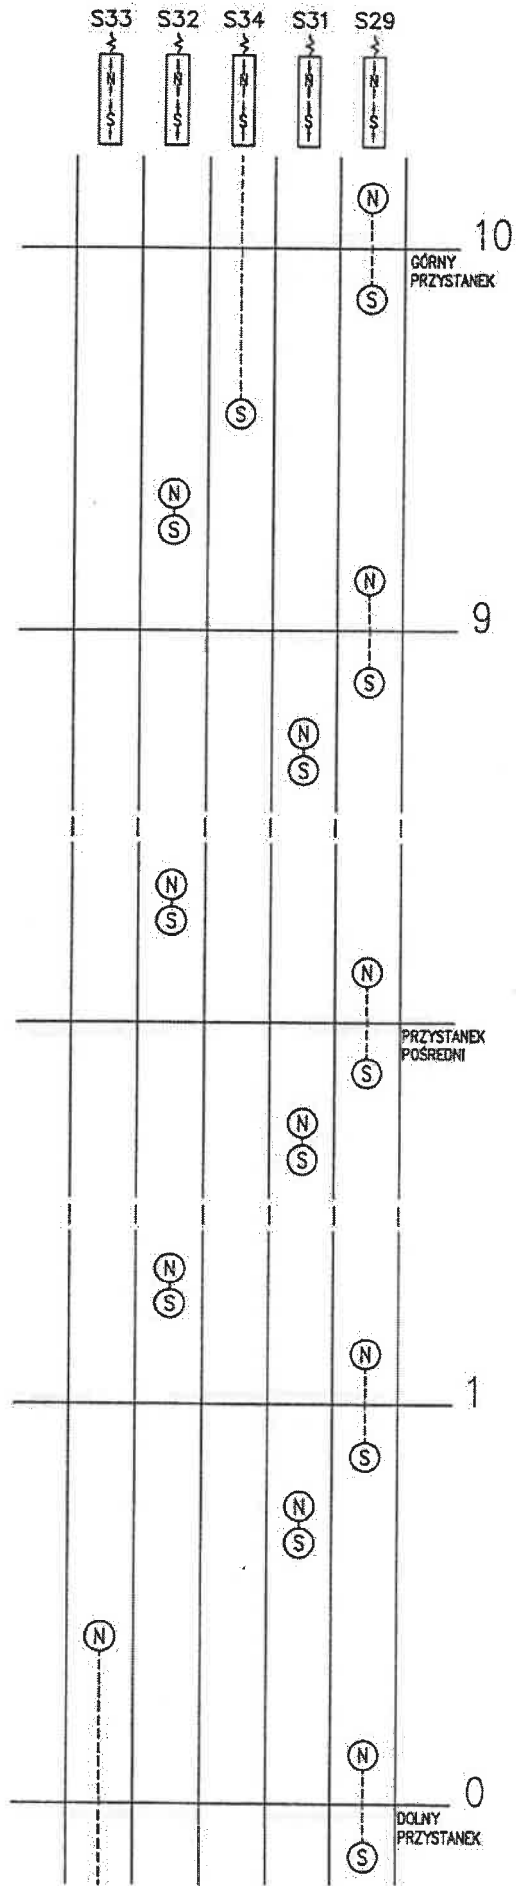 S33 S32 S34 S31 S29
N N N N N
S S S S S
N
10
GÓRNY
PRZYSTANEK
S
S
N
S
N
9
S
N
S
N
S
N
PRZYSTANEK
POŚREDNI
S
N
S
N
S
N
1
S
N
S
N
N
0
DOLNY
PRZYSTANEK
S